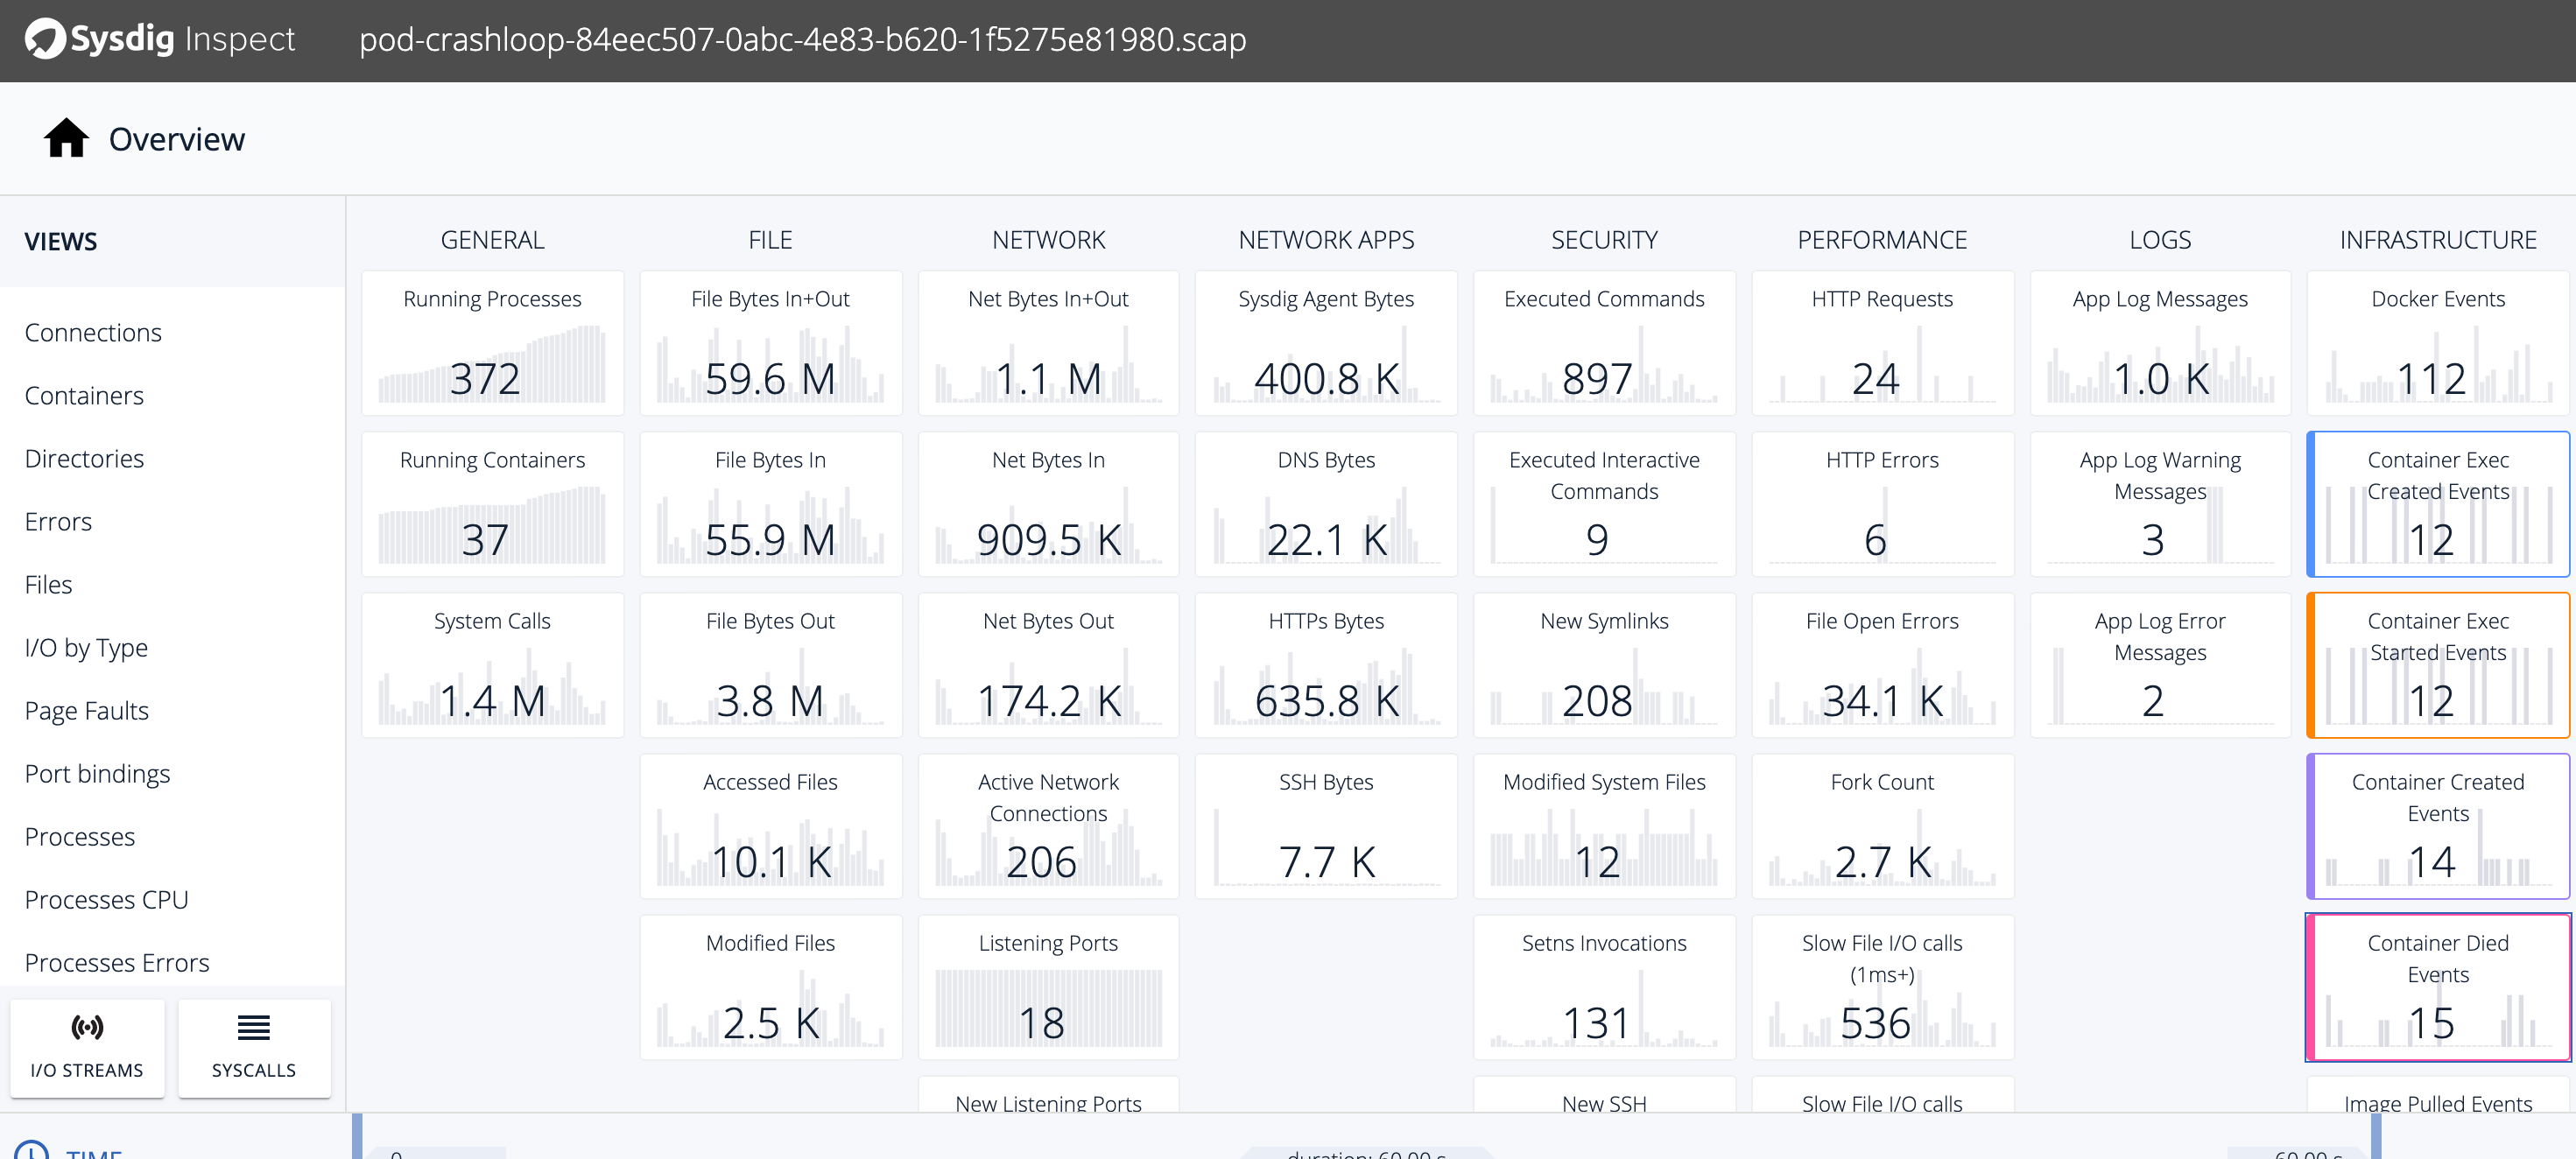 Sysdig Inspect
pod-crashloop-84eec507-0abc-4e83-b620-1f5275e81980.scap
Overview
VIEWS
Connections
Containers
Directories
Errors
Files
I/O by Type
Page Faults
Port bindings
Processes
Processes CPU
Processes Errors
I/O STREAMS
SYSCALLS
GENERAL
Running Processes
372
Running Containers
37
System Calls
1.4 M
FILE
File Bytes In+Out
59.6 M
File Bytes In
55.9 M
File Bytes Out
3.8 M
Accessed Files
10.1 K
Modified Files
2.5 K
NETWORK
Net Bytes In+Out
1.1 M
Net Bytes In
909.5 K
Net Bytes Out
174.2 K
Active Network
Connections
206
Listening Ports
18
New Listening Ports
NETWORK APPS
Sysdig Agent Bytes
400.8 K
DNS Bytes
22.1 K
HTTPs Bytes
635.8 K
SSH Bytes
7.7 K
SECURITY
Executed Commands
897
Executed Interactive
Commands
9
New Symlinks
208
Modified System Files
12
Setns Invocations
131
New SSH
PERFORMANCE
HTTP Requests
24
HTTP Errors
6
File Open Errors
34.1 K
Fork Count
2.7 K
Slow File I/O calls
(1ms+)
536
Slow File I/O calls
LOGS
App Log Messages
1.0 K
App Log Warning
Messages
3
App Log Error
Messages
2
INFRASTRUCTURE
Docker Events
112
Container Exec
Created Events
12
Container Exec
Started Events
12
Container Created
Events
14
Container Died
Events
15
Image Pulled Events
TIME
0
duration: 60.00 s
60.00 s